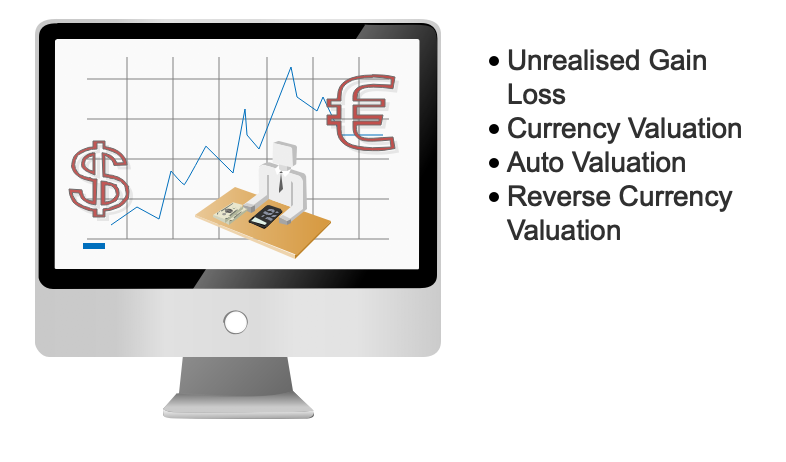 $
€
• Unrealised Gain
Loss
• Currency Valuation
• Auto Valuation
• Reverse Currency
Valuation